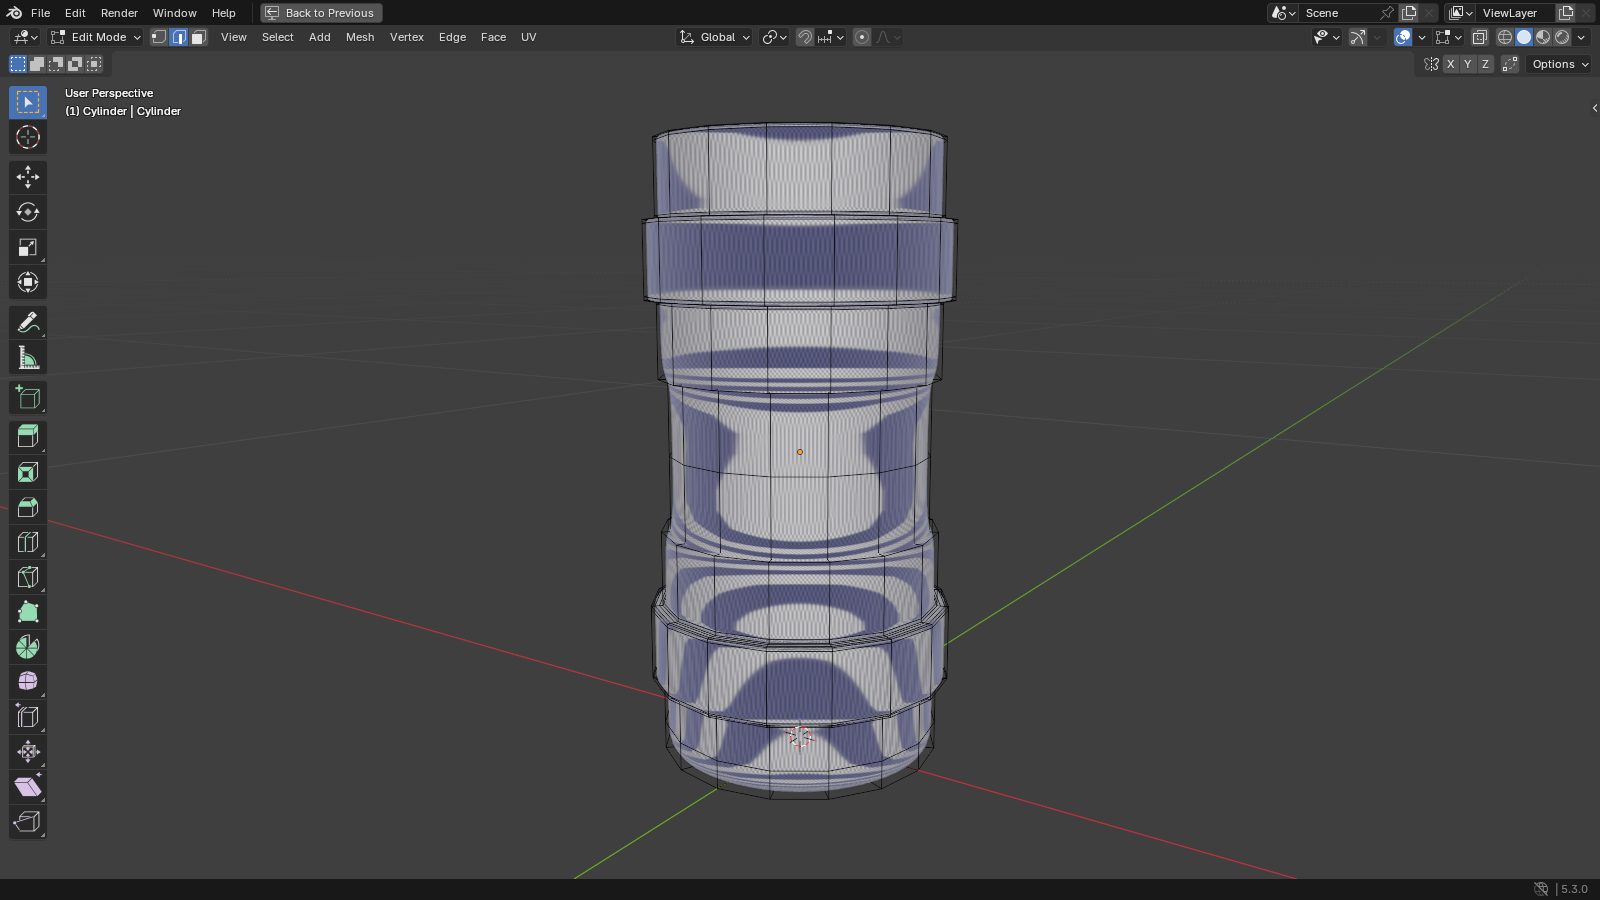 File Edit Render Window Help Back to Previous Scene ViewLayer
Edit Mode View Select Add Mesh Vertex Edge Face UV Global
X Y Z Options
User Perspective
(1) Cylinder | Cylinder
5.3.0